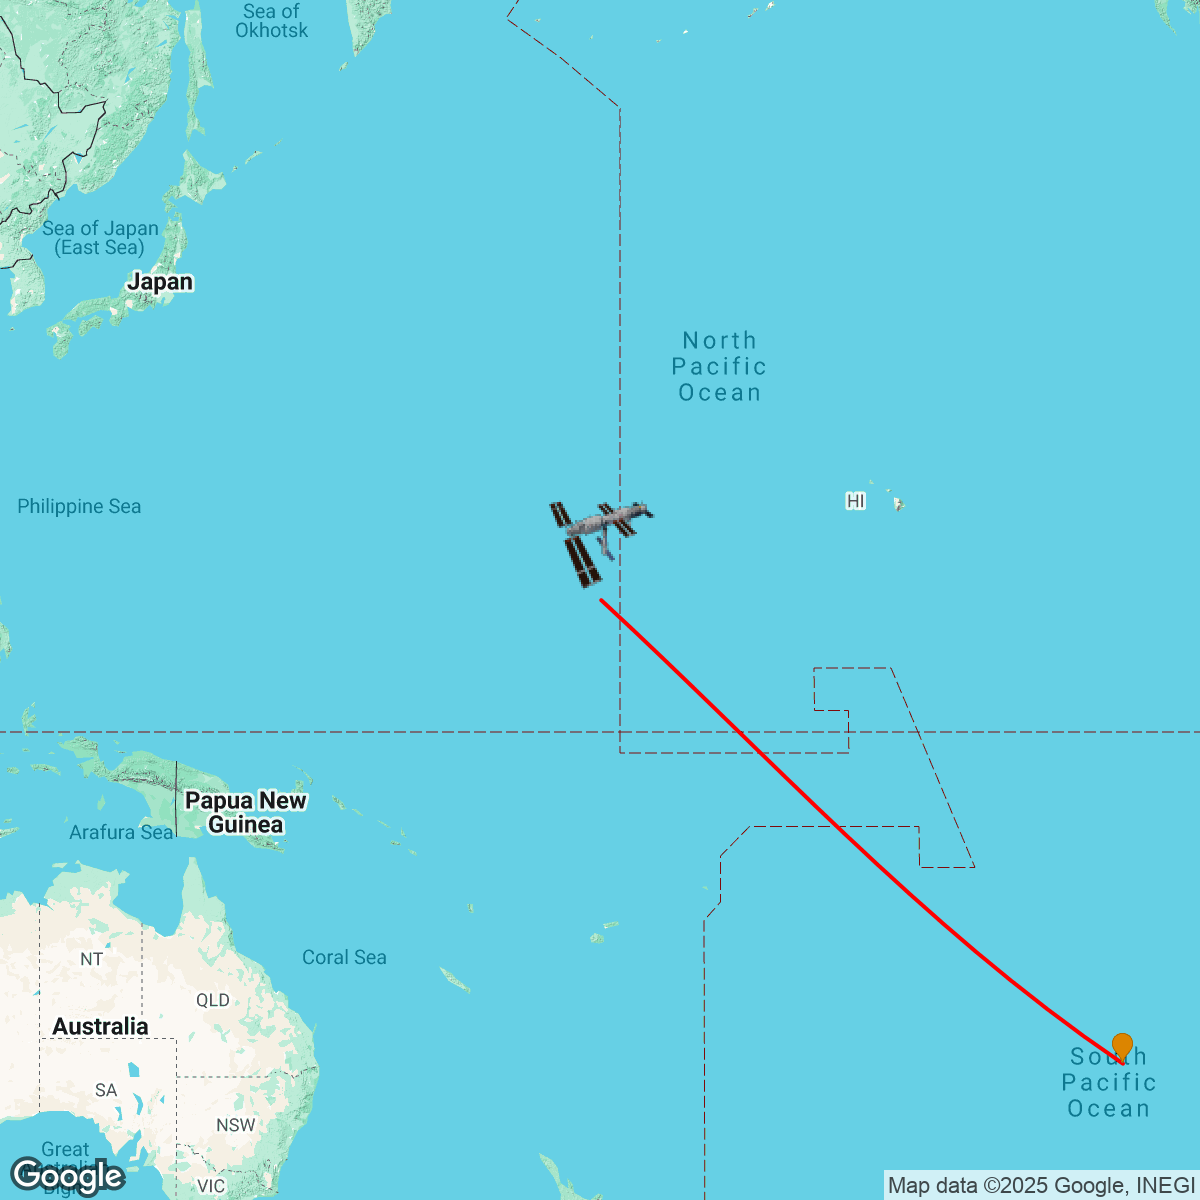 Sea of
Okhotsk
Sea of Japan
(East Sea)
Japan
North
Pacific
Ocean
Philippine Sea
HI
Papua New
Guinea
Arafura Sea
Coral Sea
NT
QLD
Australia
SA
NSW
South
Pacific
Ocean
Great
VIC
Google
Map data ©2025 Google, INEGI